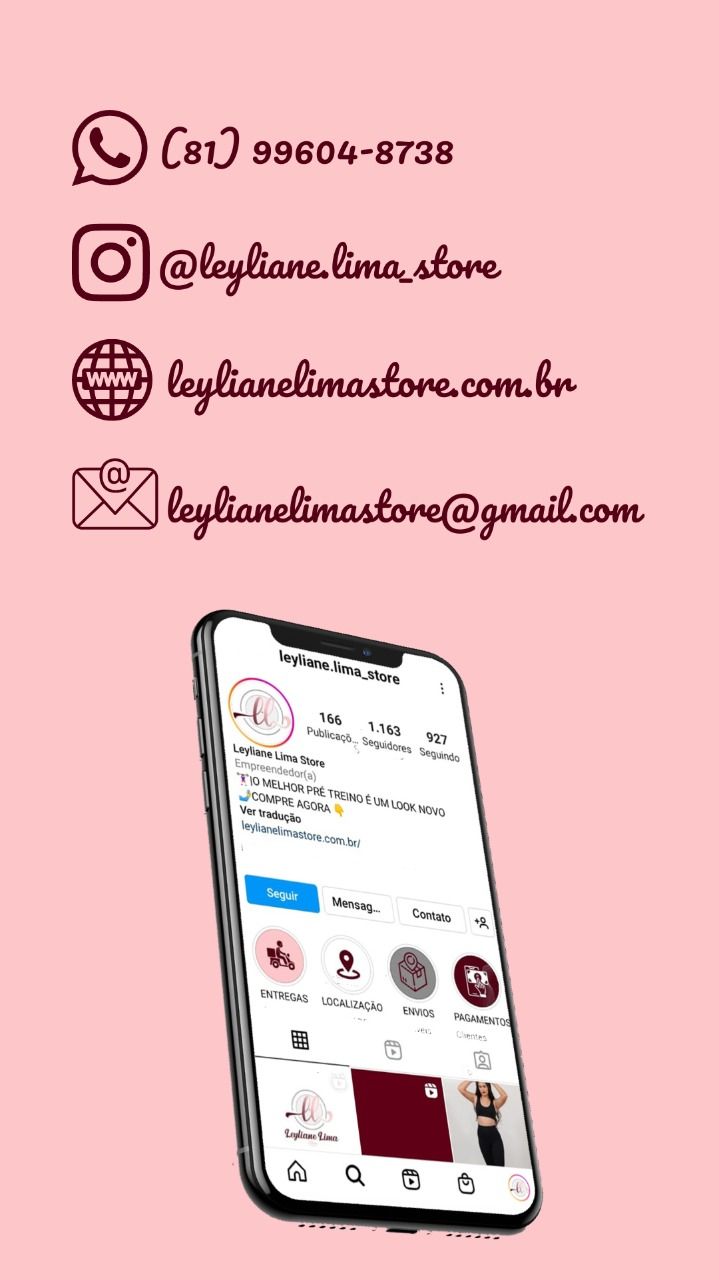 (81) 99604-8738
@leyliane.lima_store
WWW
leylianelimastore.com.br
@
leylianelimastore@gmail.com
leyliane.lima_store
166 1.163 927
Publicaçõ... Seguidores Seguindo
Leyliane Lima Store
Empreendedor(a)
O MELHOR PRÉ TREINO É UM LOOK NOVO
COMPRE AGORA
Ver tradução
leylianelimastore.com.br/
Seguir Mensag... Contato
ENTREGAS LOCALIZAÇÃO ENVIOS PAGAMENTOS
Clientes
Leyliane Lima